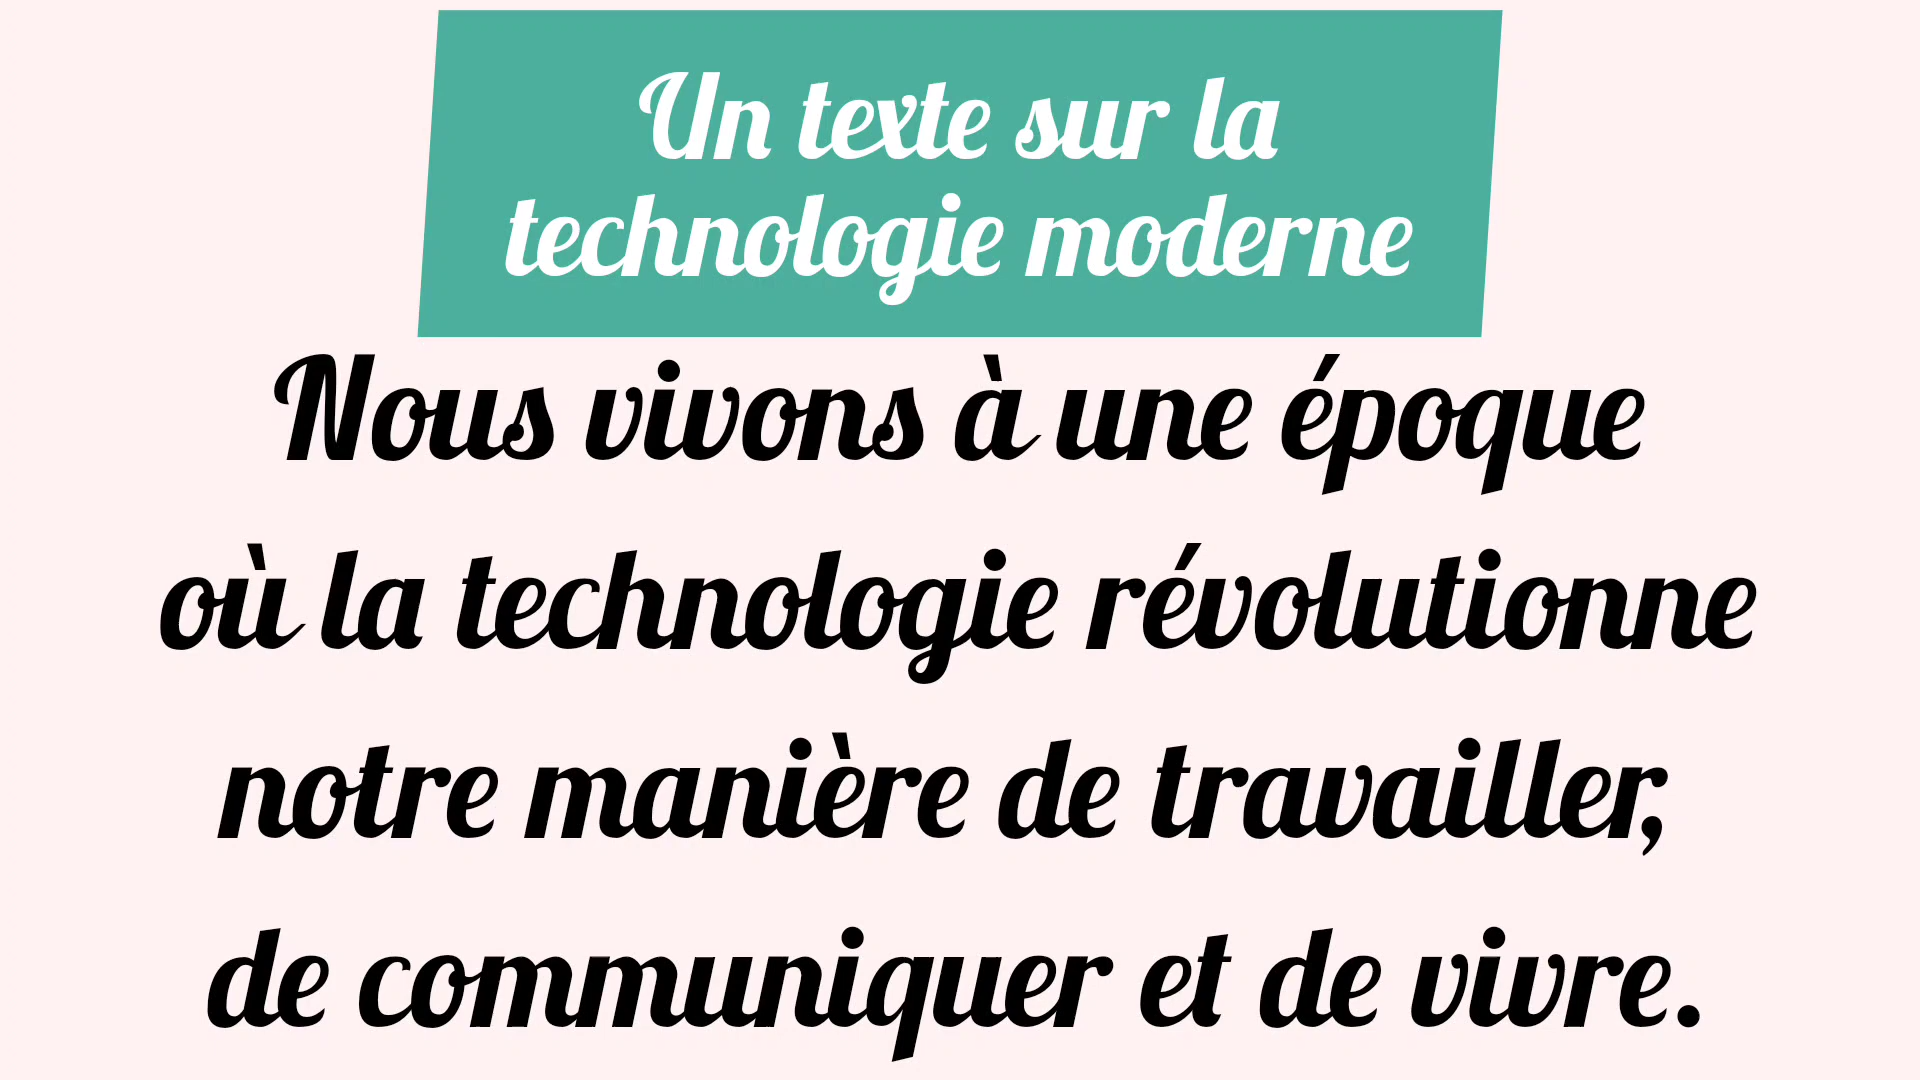 Un texte sur la
technologie moderne
Nous vivons à une époque
où la technologie révolutionne
notre manière de travailler,
de communiquer et de vivre.